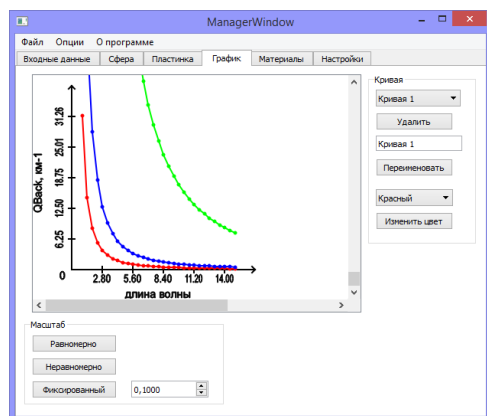 ManagerWindow
Файл Опции О программе
Входные данные Сфера Пластинка График Материалы Настройки
QBack, км-1
31.26
25.01
18.75
12.50
6.25
0
2.80 5.60 8.40 11.20 14.00
длина волны
Кривая
Кривая 1
Удалить
Кривая 1
Переименовать
Красный
Изменить цвет
Масштаб
Равномерно
Неравномерно
Фиксированный 0,1000